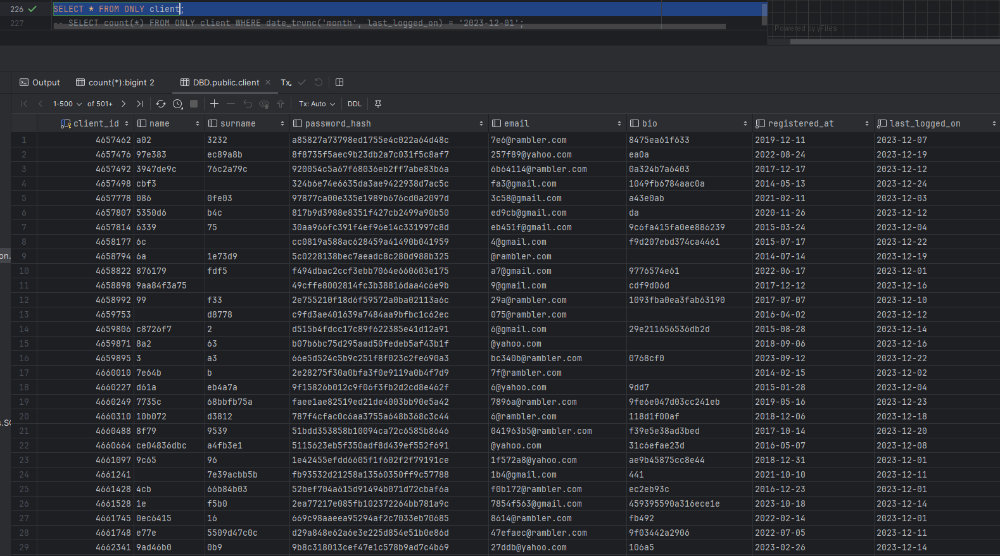 226 SELECT * FROM ONLY client;
227 -- SELECT count(*) FROM ONLY client WHERE date_trunc('month', last_logged_on) = '2023-12-01';
Powered by yFiles
Output count(*):bigint 2 DBD.public.client Tx
1-500 of 501+ Tx: Auto DDL
client_id name surname password_hash email bio registered_at last_logged_on
1 4657462 a02 3232 a85827a73798ed1755e4c022a64d48c 7e6@rambler.com 8475ea61f633 2019-12-11 2023-12-07
2 4657476 97e383 ec89a8b 8f8735f5aec9b23db2a7c031f5c8af7 257f89@yahoo.com ea0a 2022-08-24 2023-12-19
3 4657492 3947de9c 76c2a79c 920054c5a67f68036eb2ff7abe83b6a 6b64114@rambler.com 0a324b7a6403 2017-12-17 2023-12-12
4 4657498 cbf3 324b6e74e6635da3ae9422938d7ac5c fa3@gmail.com 1049fb6784aac0a 2014-05-13 2023-12-24
5 4657778 086 0fe03 97877ca00e335e1989b676cd0a2097d 3c58@gmail.com a43e0ab 2021-02-11 2023-12-03
6 4657807 5350d6 b4c 817b9d3988e8351f427cb2499a90b50 ed9cb@gmail.com da 2020-11-26 2023-12-12
7 4657814 6339 75 30aa966fc391f4ef96e14c331997c8d eb451f@gmail.com 9c6fa415fa0ee886239 2015-03-24 2023-12-04
8 4658177 6c cc0819a588ac628459a41490b041959 4@gmail.com f9d207ebd374ca4461 2015-07-17 2023-12-22
on. 9 4658794 6a 1e73d9 5c0228138bec7aeadc8c280d988b325 @rambler.com 2014-07-14 2023-12-19
10 4658822 876179 fdf5 f494dbac2ccf3ebb7064e660603e175 a7@gmail.com 9776574e61 2022-06-17 2023-12-01
11 4658898 9aa84f3a75 49cffe8002814fc3b38816daa4c6e9b 9@gmail.com cdf9d06d 2017-12-12 2023-12-16
12 4658992 99 f33 2e755210f18d6f59572a0ba02113a6c 29a@rambler.com 1093fba0ea3fab63190 2017-07-07 2023-12-10
13 4659753 d8778 c9fd3ae401639a7484aa9bfbc1c62ec 075@rambler.com 2016-04-02 2023-12-12
14 4659806 c8726f7 2 d515b4fdcc17c89f622385e41d12a91 6@gmail.com 29e211656536db2d 2015-08-28 2023-12-14
15 4659871 8a2 63 b07b6bc75d295aad50fedeb5af43b1f @yahoo.com 2018-09-06 2023-12-16
16 4659895 3 a3 66e5d524c5b9c251f8f023c2fe690a3 bc340b@rambler.com 0768cf0 2023-09-12 2023-12-22
17 4660010 7e64b b 2e28275f30a0bfa3f0e9119a0b4f7d9 7f@rambler.com 2014-02-15 2023-12-02
18 4660227 d61a eb4a7a 9f15826b012c9f06f3fb2d2cd8e462f 6@yahoo.com 9dd7 2015-01-28 2023-12-04
19 4660249 7735c 68bbfb75a faee1ae82519ed21de4003bb90e5a42 7896a@rambler.com 9fe6e047d03cc241eb 2019-05-16 2023-12-23
20 4660310 10b072 d3812 787f4cfac0c6aa3755a648b368c3c44 6@rambler.com 118d1f00af 2018-12-06 2023-12-18
21 4660488 8f79 9539 51bdd353858b10094ca72c6585b8646 041963b5@rambler.com f39e5e38ad3bed 2017-10-14 2023-12-20
22 4660664 ce04836dbc a4fb3e1 5115623eb5f350adf8d439ef552f691 @yahoo.com 31c6efae23d 2016-05-07 2023-12-08
23 4661097 9c65 96 1e42455efdd6605f1f602f2f79191ce 1f572a8@yahoo.com ae9b45875cc8e44 2018-12-31 2023-12-01
24 4661241 7e39acbb5b fb93532d21258a13560350ff9c57788 1b4@gmail.com 441 2021-10-10 2023-12-11
25 4661428 4cb 66b84b03 52bef704a615d91494b071d72cbaf6a f0b172@rambler.com ec2eb93c 2016-12-23 2023-12-01
26 4661528 1e f5b0 2ea77217e085fb102372264bb781a9c 7854f563@gmail.com 459395590a316ece1e 2023-10-18 2023-12-14
27 4661745 0ec6415 16 669c98aaeea95294af2c7033eb70685 8614@rambler.com fb492 2022-02-14 2023-12-01
28 4661748 e77e 5509d47c0c d29a848e62a6e3e225d854e51b0e86d 47efaec@rambler.com 9f03442a2906 2022-07-05 2023-12-11
29 4662341 9ad46b0 0b9 9b8c318013cef47e1c578b9ad7c4b69 27ddb@yahoo.com 106a5 2023-02-26 2023-12-14